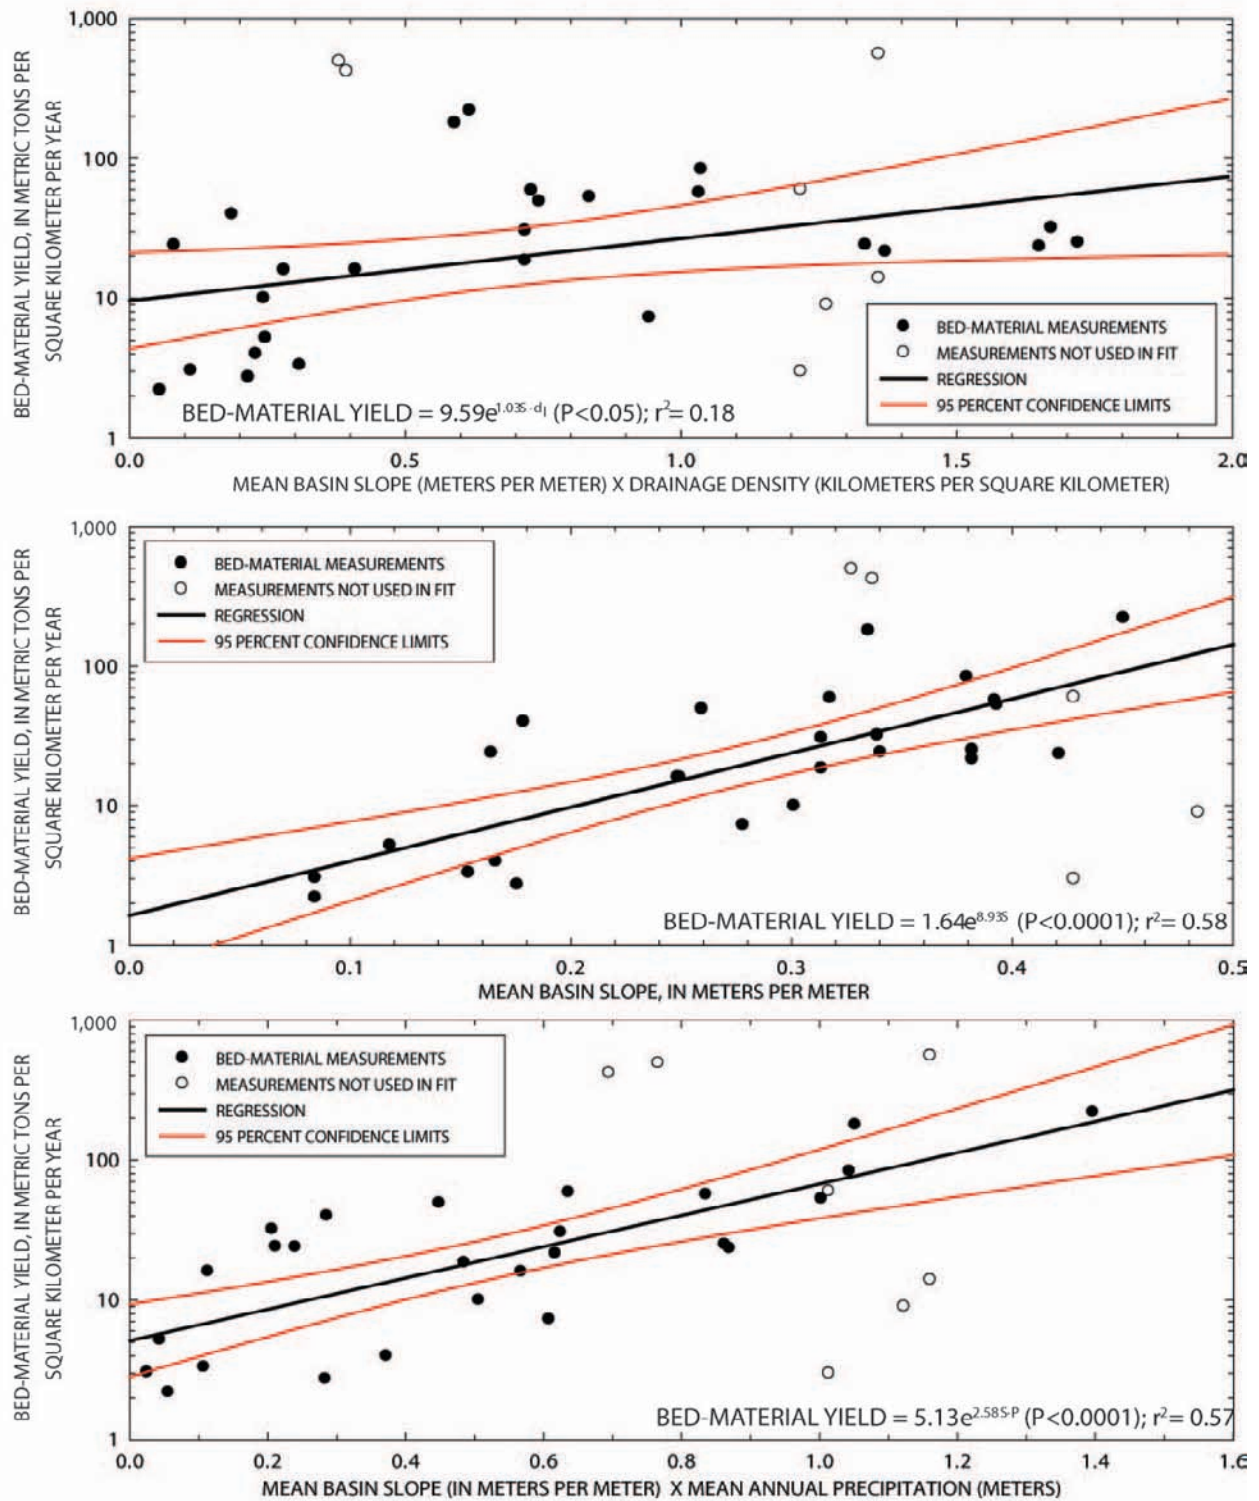 BED-MATERIAL YIELD, IN METRIC TONS PER
SQUARE KILOMETER PER YEAR
1,000
100
10
1
BED-MATERIAL MEASUREMENTS
MEASUREMENTS NOT USED IN FIT
REGRESSION
95 PERCENT CONFIDENCE LIMITS
BED-MATERIAL YIELD = 9.59e^1.03S·dl (P<0.05); r²= 0.18
0.0 0.5 1.0 1.5 2.0
MEAN BASIN SLOPE (METERS PER METER) X DRAINAGE DENSITY (KILOMETERS PER SQUARE KILOMETER)
BED-MATERIAL YIELD, IN METRIC TONS PER
SQUARE KILOMETER PER YEAR
1,000
100
10
1
BED-MATERIAL MEASUREMENTS
MEASUREMENTS NOT USED IN FIT
REGRESSION
95 PERCENT CONFIDENCE LIMITS
BED-MATERIAL YIELD = 1.64e^8.93S (P<0.0001); r²= 0.58
0.0 0.1 0.2 0.3 0.4 0.5
MEAN BASIN SLOPE, IN METERS PER METER
BED-MATERIAL YIELD, IN METRIC TONS PER
SQUARE KILOMETER PER YEAR
1,000
100
10
1
BED-MATERIAL MEASUREMENTS
MEASUREMENTS NOT USED IN FIT
REGRESSION
95 PERCENT CONFIDENCE LIMITS
BED-MATERIAL YIELD = 5.13e^2.58S·P (P<0.0001); r²= 0.57
0.0 0.2 0.4 0.6 0.8 1.0 1.2 1.4 1.6
MEAN BASIN SLOPE (IN METERS PER METER) X MEAN ANNUAL PRECIPITATION (METERS)